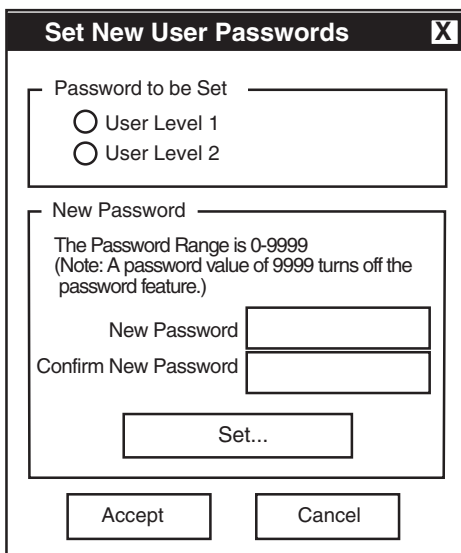 Set New User Passwords X
Password to be Set
User Level 1
User Level 2
New Password
The Password Range is 0-9999
(Note: A password value of 9999 turns off the
password feature.)
New Password
Confirm New Password
Set...
Accept Cancel